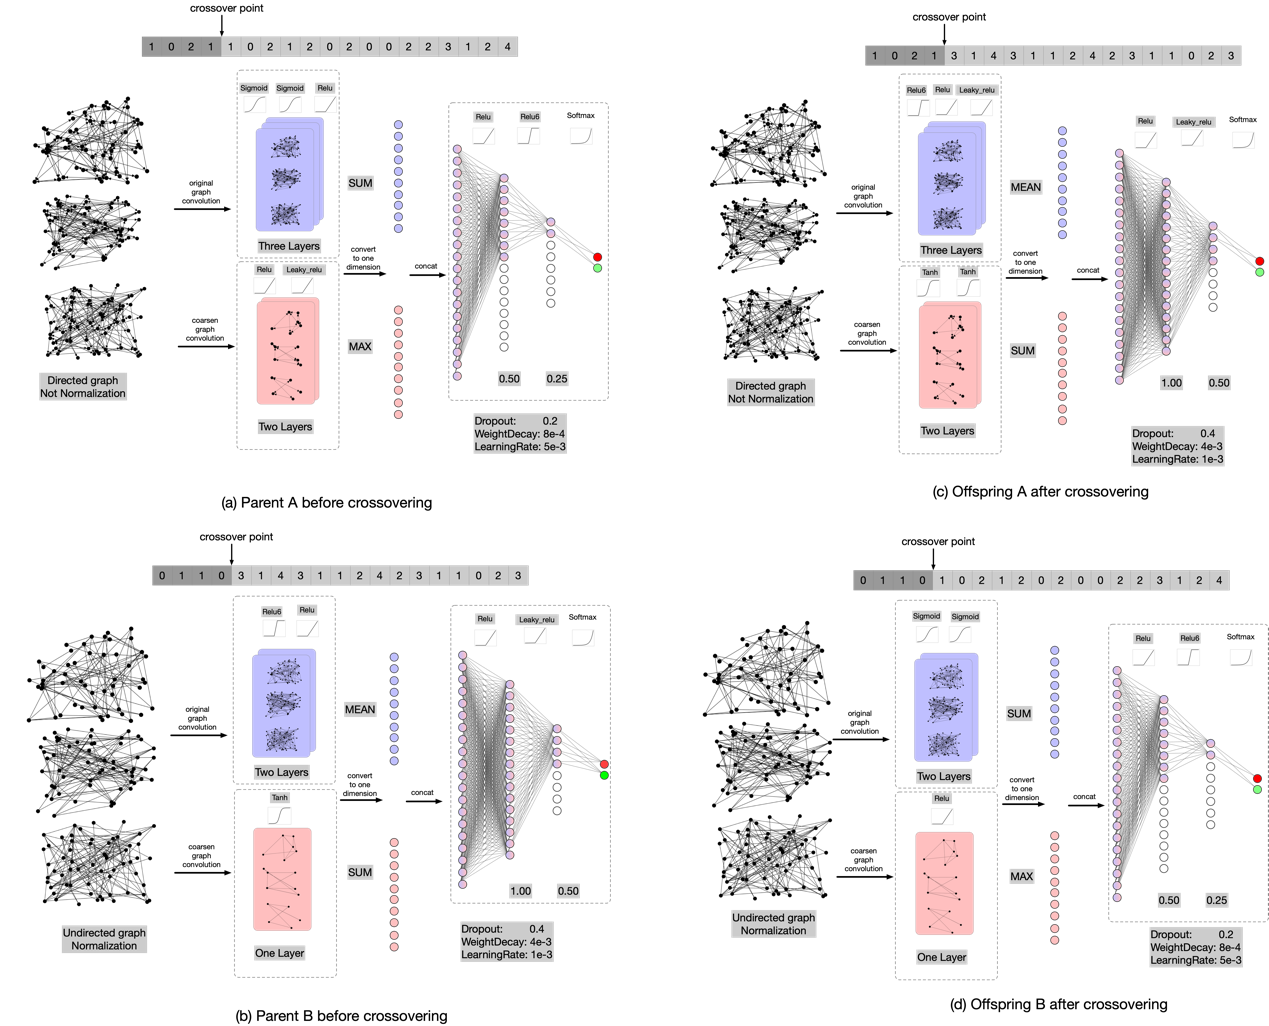 crossover point
1 0 2 1 1 0 2 1 2 0 2 0 0 2 2 3 1 2 4
Sigmoid Sigmoid Relu
original
graph
convolution
Three Layers
SUM
Relu Leaky_relu
coarsen
graph
convolution
Two Layers
MAX
convert
to one
dimension
concat
Relu Relu6 Softmax
0.50 0.25
Directed graph
Not Normalization
Dropout: 0.2
WeightDecay: 8e-4
LearningRate: 5e-3
(a) Parent A before crossovering
crossover point
1 0 2 1 3 1 4 3 1 1 2 4 2 3 1 1 0 2 3
Relu6 Relu Leaky_relu
original
graph
convolution
Three Layers
MEAN
Tanh Tanh
coarsen
graph
convolution
Two Layers
SUM
convert
to one
dimension
concat
Relu Leaky_relu Softmax
1.00 0.50
Directed graph
Not Normalization
Dropout: 0.4
WeightDecay: 4e-3
LearningRate: 1e-3
(c) Offspring A after crossovering
crossover point
0 1 1 0 3 1 4 3 1 1 2 4 2 3 1 1 0 2 3
Relu6 Relu
original
graph
convolution
Two Layers
MEAN
Tanh
coarsen
graph
convolution
One Layer
SUM
convert
to one
dimension
concat
Relu Leaky_relu Softmax
1.00 0.50
Undirected graph
Normalization
Dropout: 0.4
WeightDecay: 4e-3
LearningRate: 1e-3
(b) Parent B before crossovering
crossover point
0 1 1 0 1 0 2 1 2 0 2 0 0 2 2 3 1 2 4
Sigmoid Sigmoid
original
graph
convolution
Two Layers
SUM
Relu
coarsen
graph
convolution
One Layer
MAX
convert
to one
dimension
concat
Relu Relu6 Softmax
0.50 0.25
Undirected graph
Normalization
Dropout: 0.2
WeightDecay: 8e-4
LearningRate: 5e-3
(d) Offspring B after crossovering